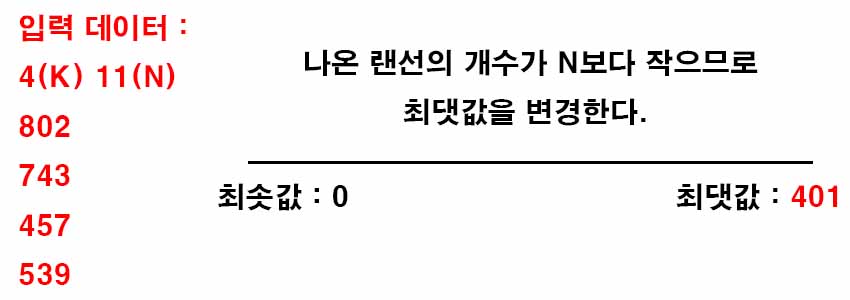 입력 데이터 :
4(K) 11(N)
802
743
457
539
나온 랜선의 개수가 N보다 작으므로
최댓값을 변경한다.
최솟값 : 0
최댓값 : 401